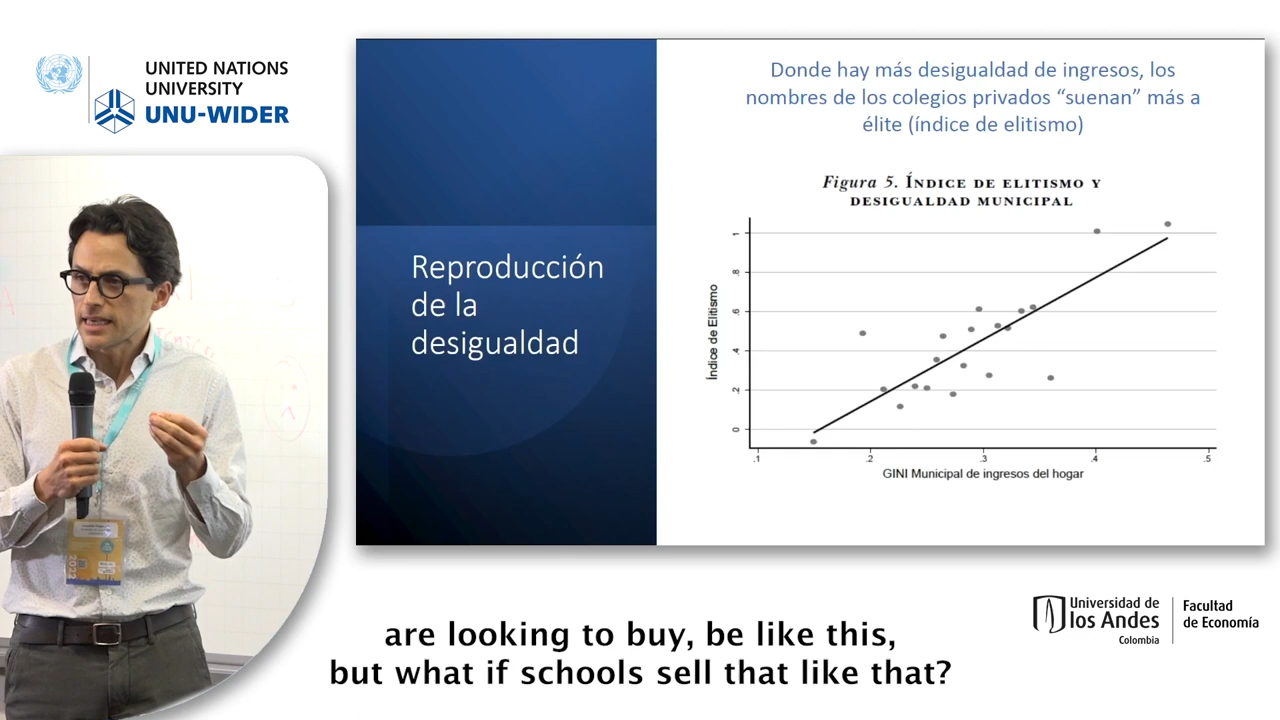 UNITED NATIONS
UNIVERSITY
UNU-WIDER
Donde hay más desigualdad de ingresos, los
nombres de los colegios privados “suenan” más a
élite (índice de elitismo)
Reproducción
de la
desigualdad
Figura 5. ÍNDICE DE ELITISMO Y
DESIGUALDAD MUNICIPAL
Índice de Elitismo
1
.8
.6
.4
.2
0
.1 .2 .3 .4 .5
GINI Municipal de ingresos del hogar
2022
are looking to buy, be like this,
but what if schools sell that like that?
Universidad de
los Andes
Colombia
Facultad
de Economía